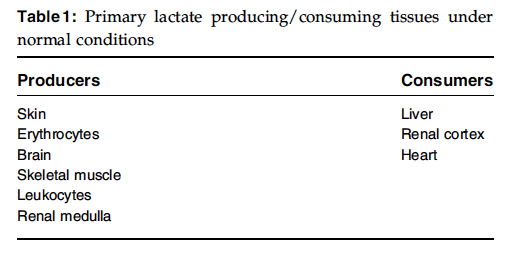 Table 1: Primary lactate producing/consuming tissues under
normal conditions
Producers Consumers
Skin Liver
Erythrocytes Renal cortex
Brain Heart
Skeletal muscle
Leukocytes
Renal medulla